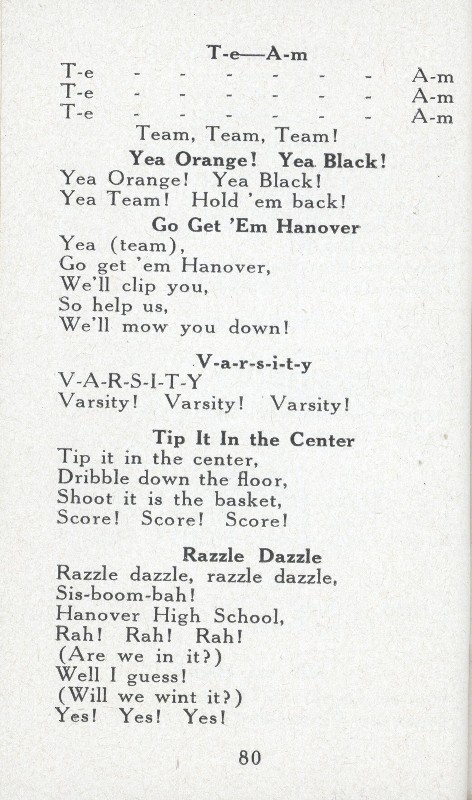 T-e—A-m
T-e - - - - - - A-m
T-e - - - - - - A-m
T-e - - - - - - A-m
Team, Team, Team!
Yea Orange! Yea Black!
Yea Orange! Yea Black!
Yea Team! Hold 'em back!
Go Get 'Em Hanover
Yea (team),
Go get 'em Hanover,
We'll clip you,
So help us,
We'll mow you down!
V-a-r-s-i-t-y
V-A-R-S-I-T-Y
Varsity! Varsity! Varsity!
Tip It In the Center
Tip it in the center,
Dribble down the floor,
Shoot it is the basket,
Score! Score! Score!
Razzle Dazzle
Razzle dazzle, razzle dazzle,
Sis-boom-bah!
Hanover High School,
Rah! Rah! Rah!
(Are we in it?)
Well I guess!
(Will we wint it?)
Yes! Yes! Yes!
80